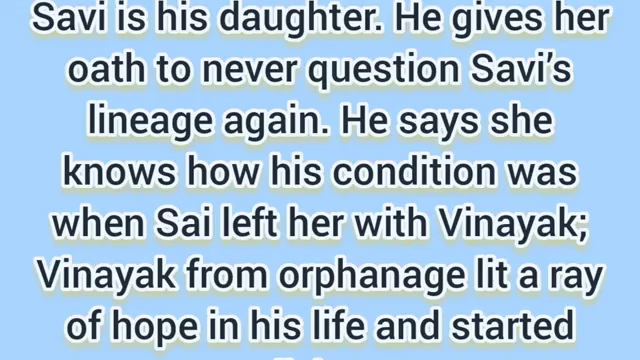 Savi is his daughter. He gives her
oath to never question Savi's
lineage again. He says she
knows how his condition was
when Sai left her with Vinayak;
Vinayak from orphanage lit a ray
of hope in his life and started